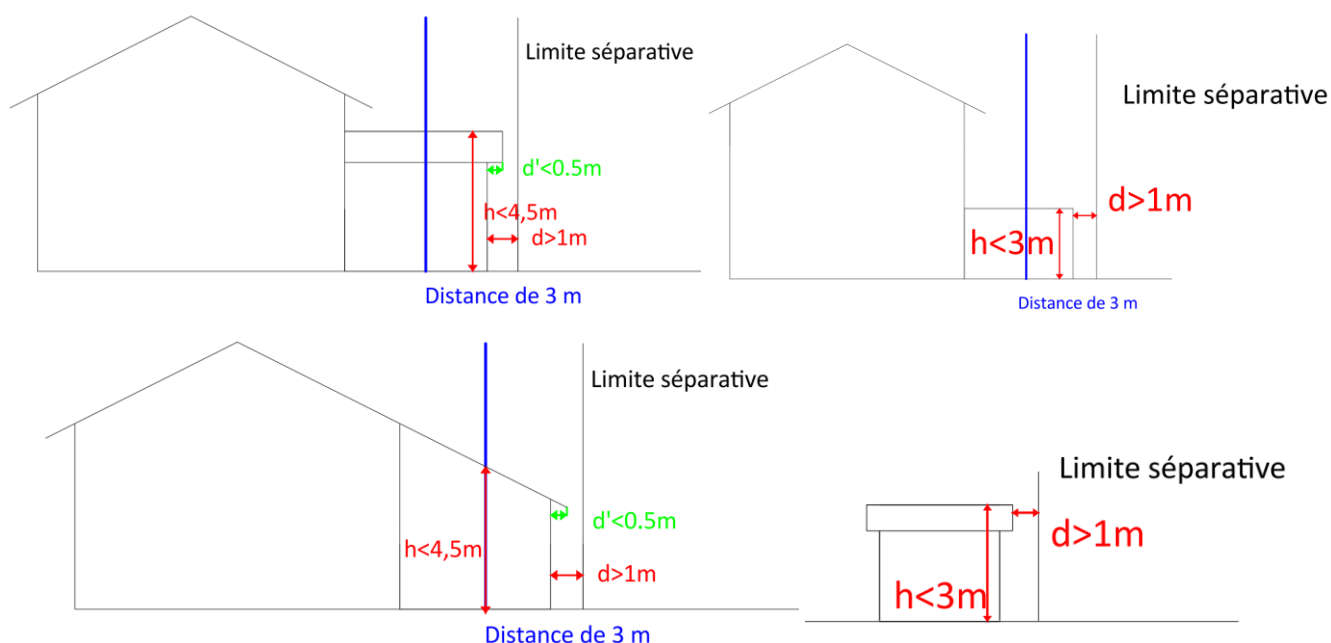 Limite séparative
d'<0.5m
h<4,5m
d>1m
Distance de 3 m
Limite séparative
d>1m
h<3m
Distance de 3 m
Limite séparative
d'<0.5m
h<4,5m
d>1m
Distance de 3 m
Limite séparative
d>1m
h<3m